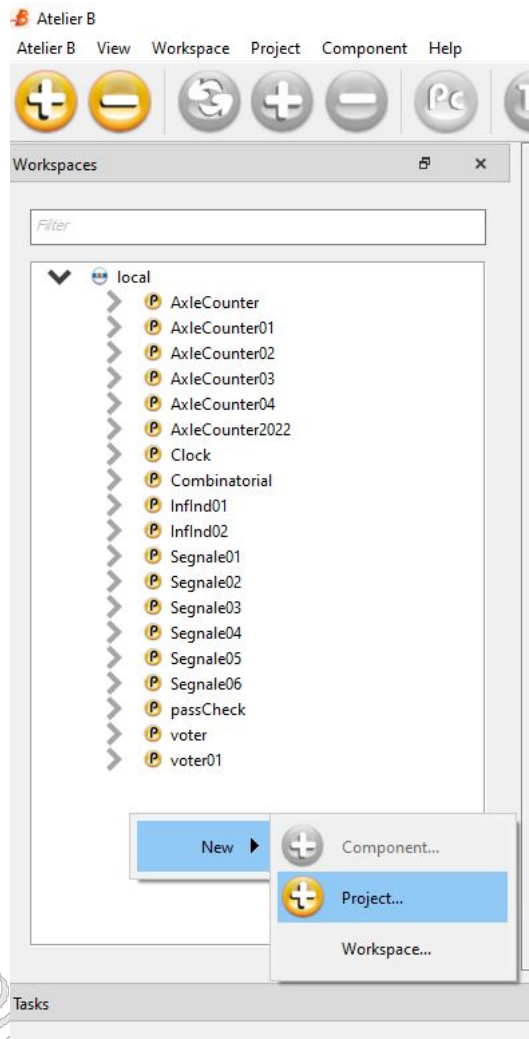 Atelier B
Atelier B View Workspace Project Component Help
Pc
Workspaces
Filter
local
AxleCounter
AxleCounter01
AxleCounter02
AxleCounter03
AxleCounter04
AxleCounter2022
Clock
Combinatorial
InfInd01
InfInd02
Segnale01
Segnale02
Segnale03
Segnale04
Segnale05
Segnale06
passCheck
voter
voter01
New
Component...
Project...
Workspace...
Tasks